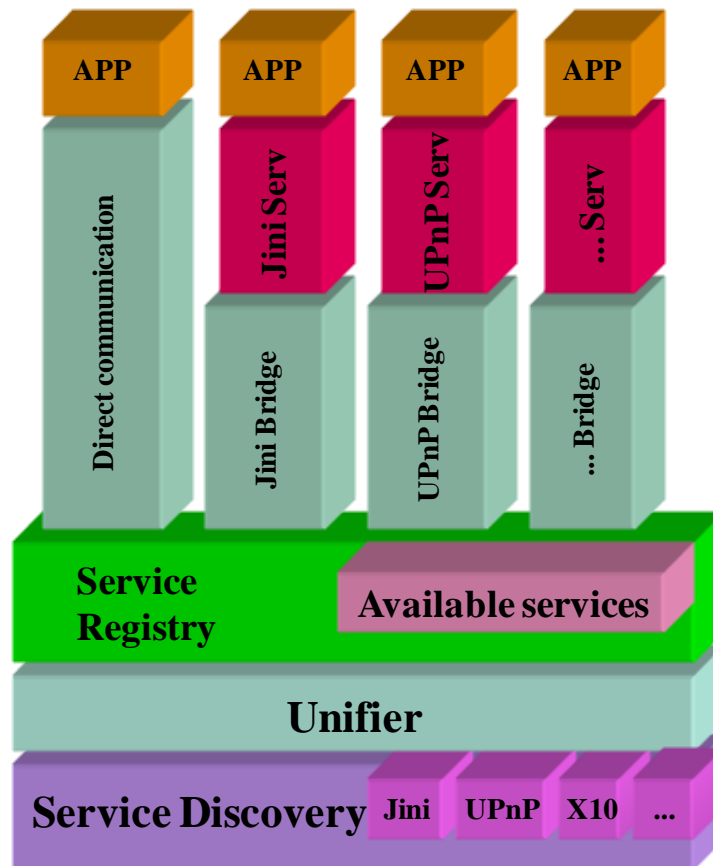 APP
APP
APP
APP
Direct communication
Jini Serv
UPnP Serv
... Serv
Jini Bridge
UPnP Bridge
... Bridge
Service
Registry
Available services
Unifier
Service Discovery
Jini
UPnP
X10
...